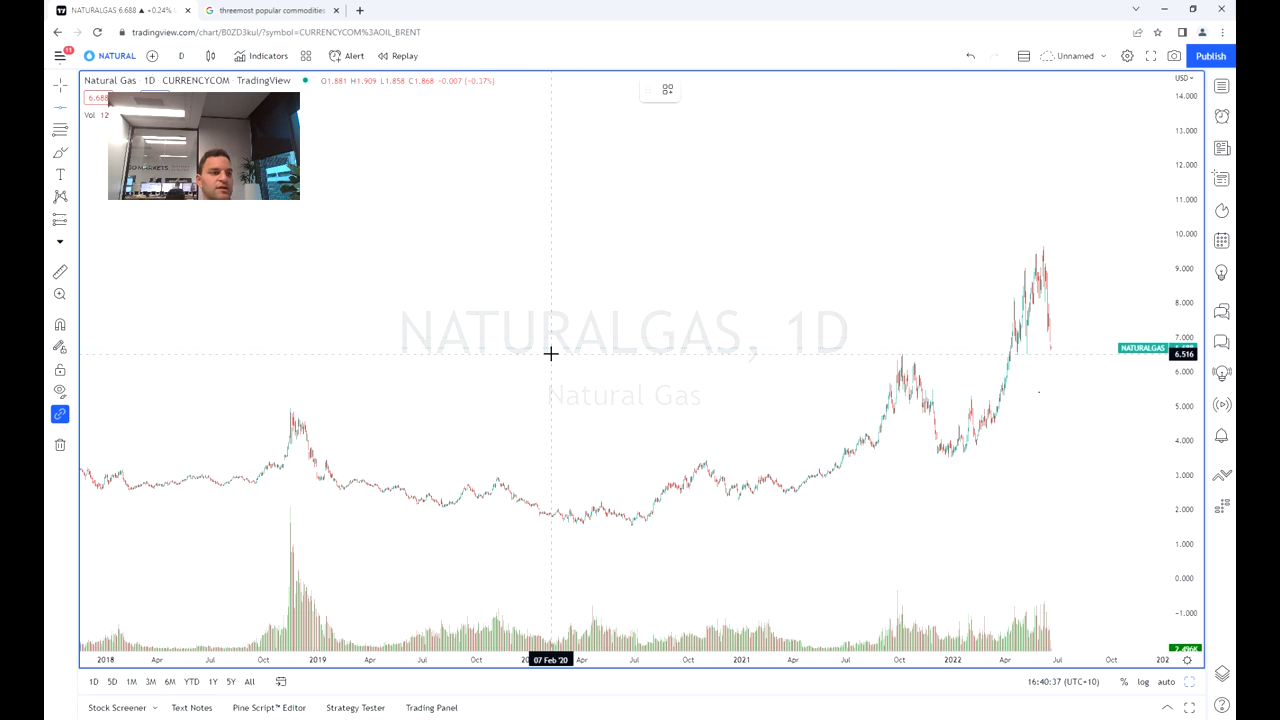 NATURALGAS 6.688 ▲ +0.24%
threemost popular commodities
tradingview.com/chart/B0ZD3kul/?symbol=CURRENCYCOM%3AOIL_BRENT
11
NATURAL D Indicators Alert Replay Unnamed Publish
Natural Gas 1D CURRENCYCOM TradingView O1.881 H1.909 L1.858 C1.868 -0.007 (-0.37%) USD
6.688
Vol 12
14.000
13.000
12.000
11.000
10.000
9.000
8.000
7.000
NATURALGAS, 1D
NATURALGAS
6.516
6.000
Natural Gas
5.000
4.000
3.000
2.000
1.000
0.000
-1.000
2.496K
2018 Apr Jul Oct 2019 Apr Jul Oct 07 Feb '20 Apr Jul Oct 2021 Apr Jul Oct 2022 Apr Jul Oct 202
1D 5D 1M 3M 6M YTD 1Y 5Y All 16:40:37 (UTC+10) % log auto
Stock Screener Text Notes Pine Script™ Editor Strategy Tester Trading Panel